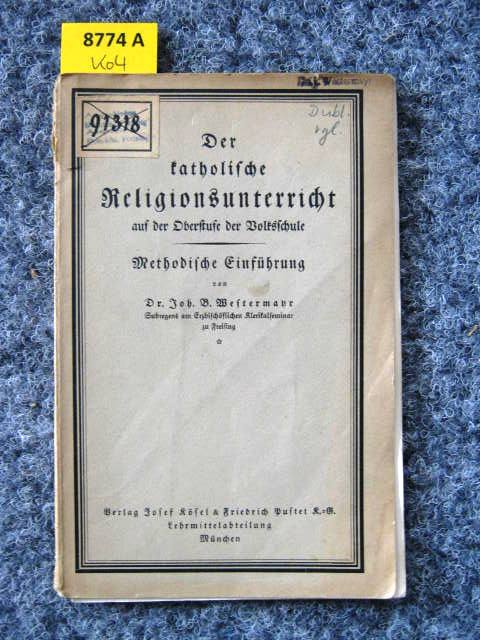 8774 A
Ko4
91318
Dubl.
vgl.
Der
katholische
Religionsunterricht
auf der Oberstufe der Volksschule
Methodische Einführung
von
Dr. Joh. B. Westermayr
Subregens am Erzbischöflichen Klerikalseminar
zu Freising
Verlag Josef Kösel & Friedrich Pustet K.=G.
Lehrmittelabteilung
München